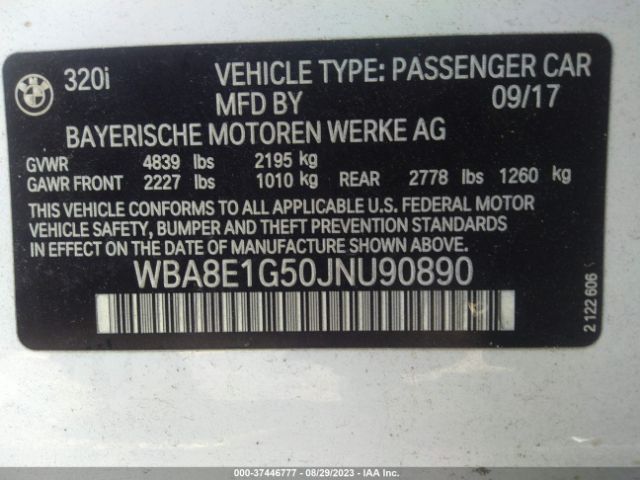 320i VEHICLE TYPE: PASSENGER CAR
MFD BY 09/17
BAYERISCHE MOTOREN WERKE AG
GVWR 4839 lbs 2195 kg
GAWR FRONT 2227 lbs 1010 kg REAR 2778 lbs 1260 kg
THIS VEHICLE CONFORMS TO ALL APPLICABLE U.S. FEDERAL MOTOR
VEHICLE SAFETY, BUMPER AND THEFT PREVENTION STANDARDS
IN EFFECT ON THE DATE OF MANUFACTURE SHOWN ABOVE.
WBA8E1G50JNU90890
2 122 606
000-37446777 - 08/29/2023 - IAA Inc.